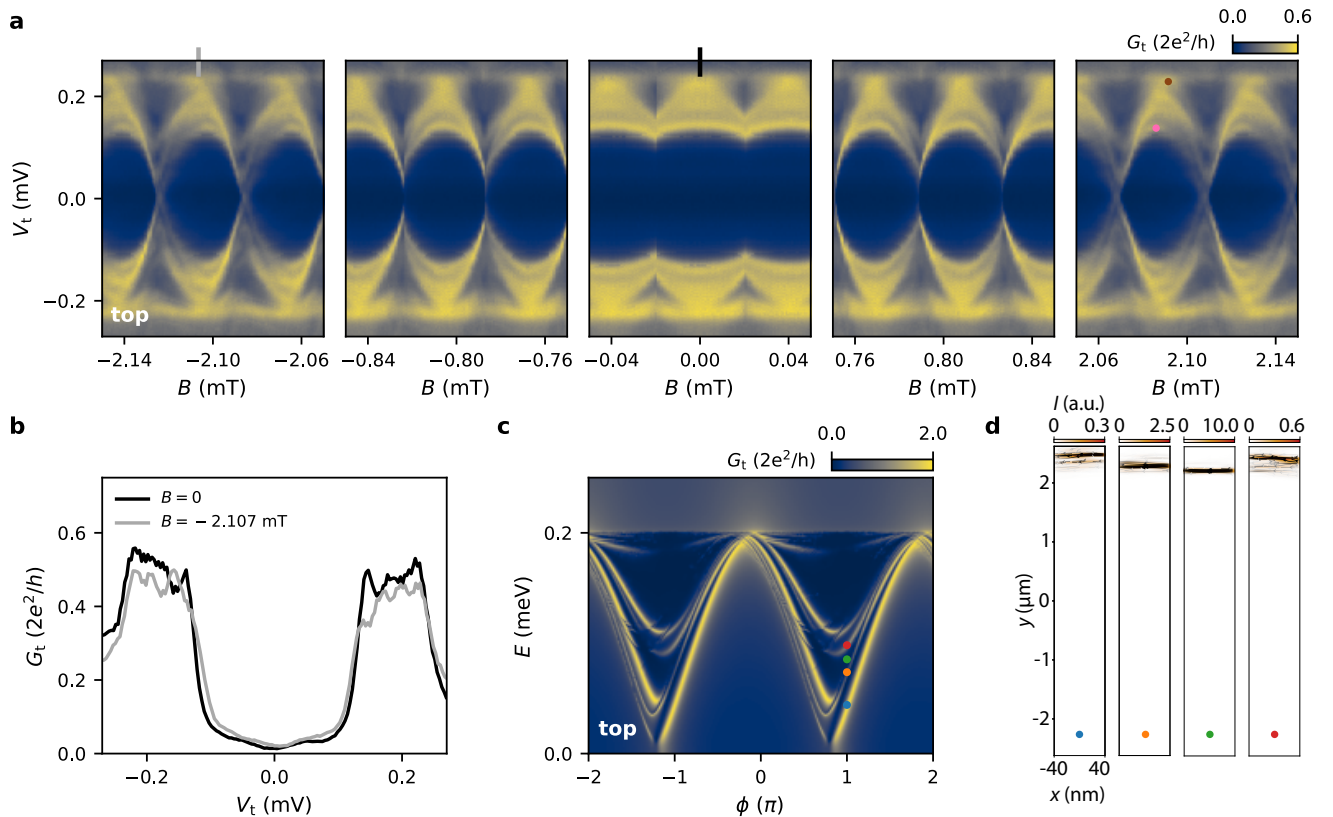 a
G_t (2e²/h)
0.0 0.6
V_t (mV)
0.2
0.0
−0.2
top
−2.14 −2.10 −2.06
−0.84 −0.80 −0.76
−0.04 0.00 0.04
0.76 0.80 0.84
2.06 2.10 2.14
B (mT) B (mT) B (mT) B (mT) B (mT)
b
G_t (2e²/h)
0.6
0.4
0.2
0.0
B = 0
B = −2.107 mT
−0.2 0.0 0.2
V_t (mV)
c
G_t (2e²/h)
0.0 2.0
E (meV)
0.2
0.0
top
−2 −1 0 1 2
ϕ (π)
d
I (a.u.)
0 0.3 0 2.5 0 10.0 0 0.6
y (μm)
2
1
0
-1
-2
-40 40
x (nm)